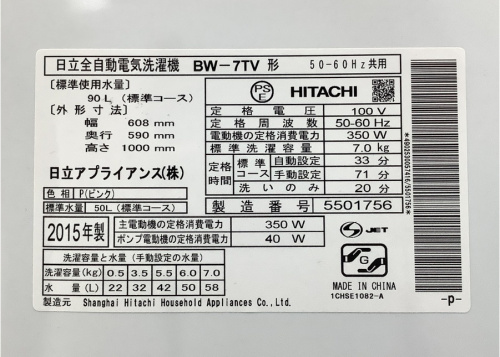 日立全自動電気洗濯機 BW-7TV 形 50-60Hz共用
〔標準使用水量〕
90L(標準コース)
〔外 形 寸 法〕
幅 608 mm
奥行 590 mm
高さ 1000 mm
日立アプライアンス(株)
色 相 P(ピンク)
標準水量 50L(標準コース)
PS E HITACHI
定格電圧 100 V
定格周波数 50-60 Hz
電動機の定格消費電力 350 W
標準洗濯容量 7.0 kg
定格時間 標準コース 自動設定 33 分
手動設定 71 分
洗いのみ 20 分
製造番号 5501756
2015年製
主電動機の定格消費電力 350 W
ポンプ電動機の定格消費電力 40 W
洗濯容量と水量(手動設定の水量)
洗濯容量(kg) 0.5 3.5 5.5 6.0 7.0
水 量 (L) 22 32 42 50 58
製造元 Shanghai Hitachi Household Appliances Co.,Ltd.
S JET
G
MADE IN CHINA
1CHSE1082-A
-p-